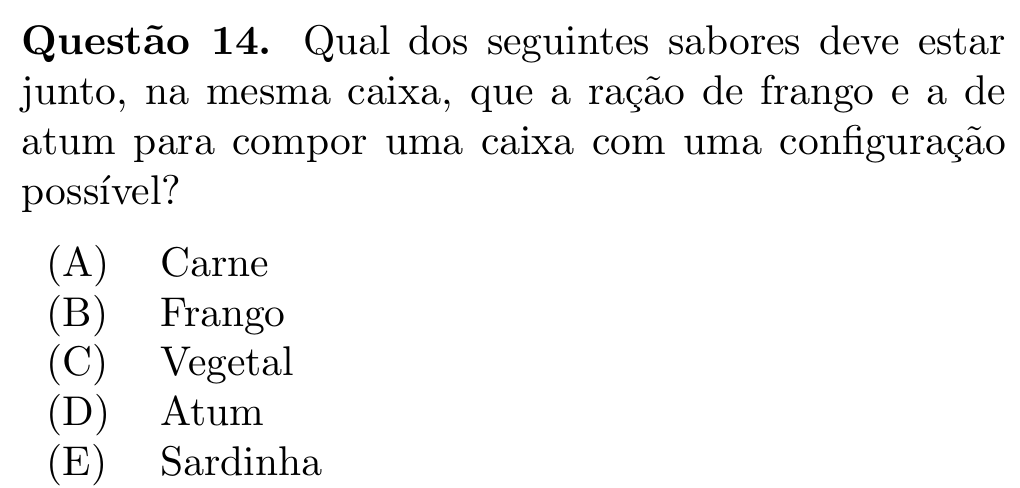 Questão 14. Qual dos seguintes sabores deve estar
junto, na mesma caixa, que a ração de frango e a de
atum para compor uma caixa com uma configuração
possível?
(A) Carne
(B) Frango
(C) Vegetal
(D) Atum
(E) Sardinha